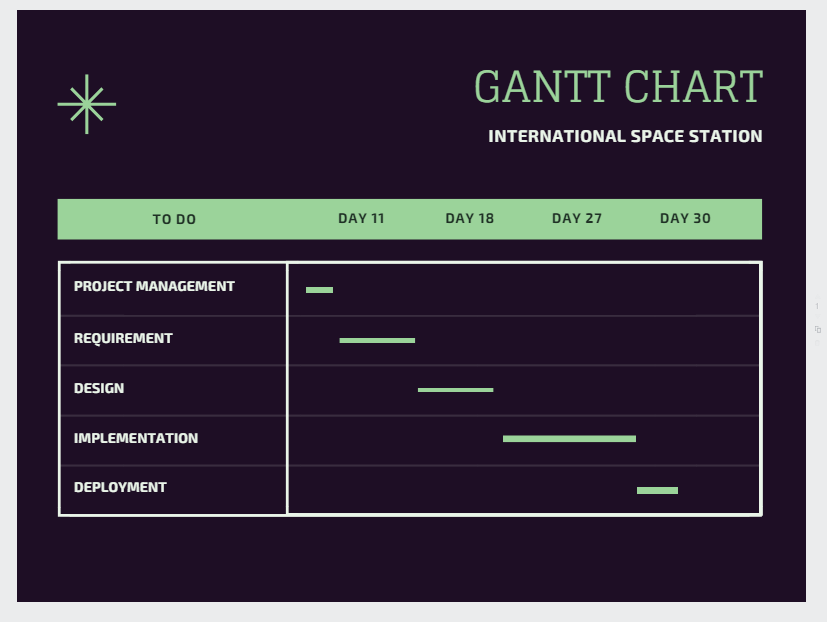 GANTT CHART
INTERNATIONAL SPACE STATION
TO DO DAY 11 DAY 18 DAY 27 DAY 30
PROJECT MANAGEMENT
REQUIREMENT
DESIGN
IMPLEMENTATION
DEPLOYMENT